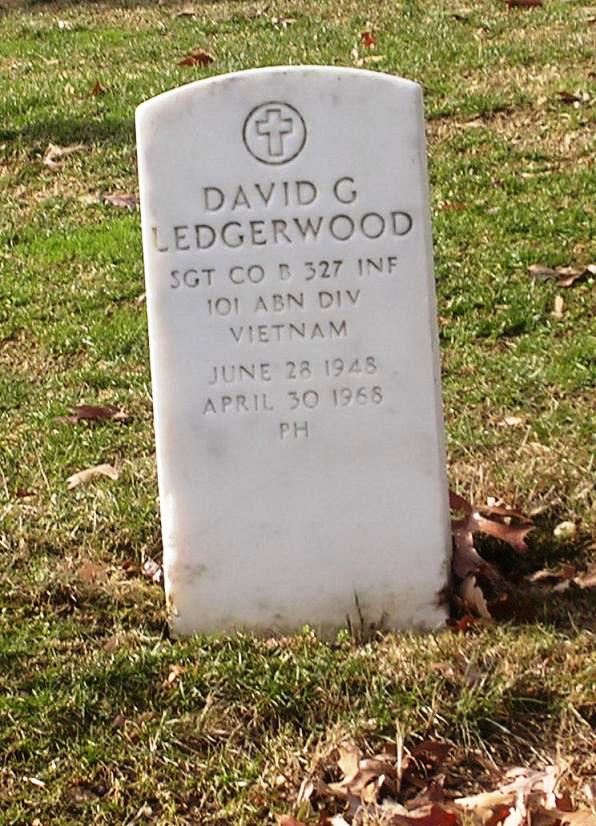 DAVID G
LEDGERWOOD
SGT CO B 327 INF
101 ABN DIV
VIETNAM
JUNE 28 1948
APRIL 30 1968
PH